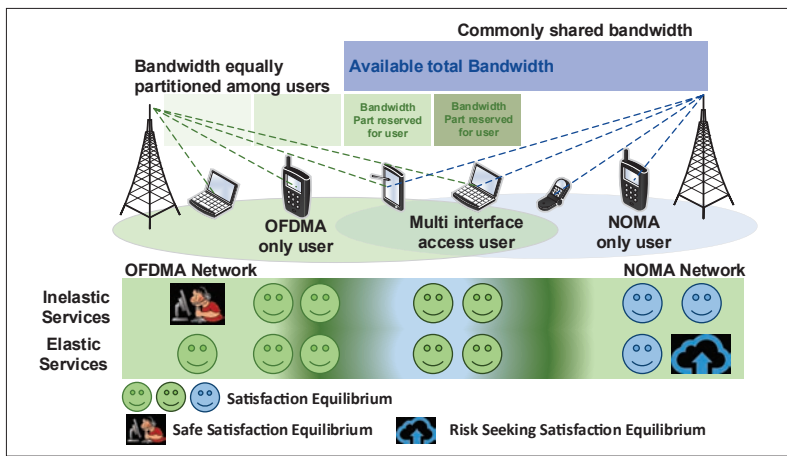 Commonly shared bandwidth
Bandwidth equally
partitioned among users
Available total Bandwidth
Bandwidth
Part reserved
for user
Bandwidth
Part reserved
for user
OFDMA
only user
Multi interface
access user
NOMA
only user
OFDMA Network
NOMA Network
Inelastic
Services
Elastic
Services
Satisfaction Equilibrium
Safe Satisfaction Equilibrium
Risk Seeking Satisfaction Equilibrium